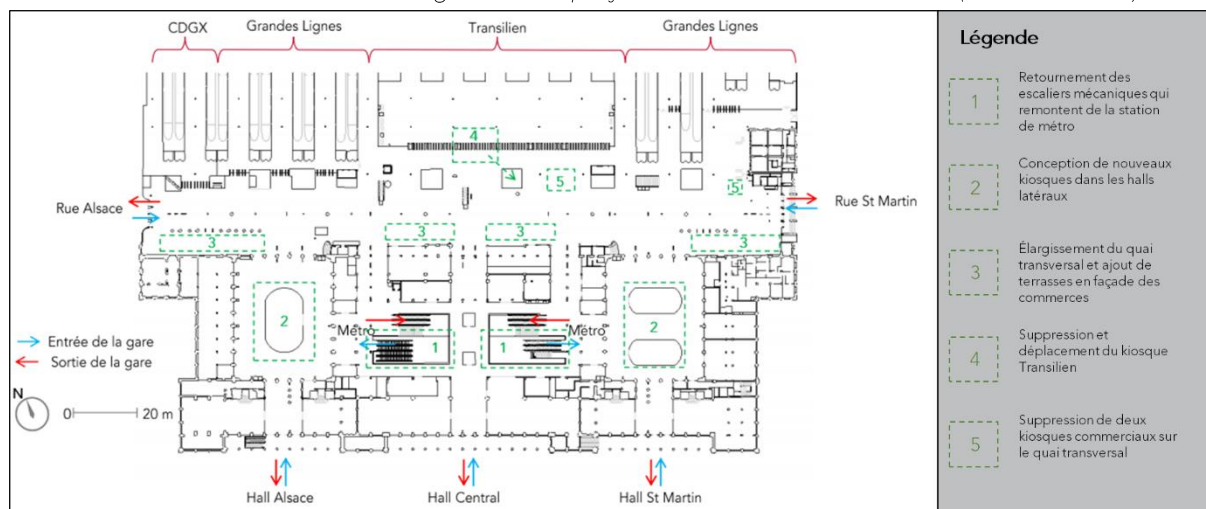 CDGX Grandes Lignes Transilien Grandes Lignes
4
5
5
Rue Alsace
Rue St Martin
3 3 3 3
2
2
Métro
Métro
1 1
Entrée de la gare
Sortie de la gare
N
0 20 m
Hall Alsace Hall Central Hall St Martin
Légende
1
Retournement des
escaliers mécaniques qui
remontent de la station
de métro
2
Conception de nouveaux
kiosques dans les halls
latéraux
3
Élargissement du quai
transversal et ajout de
terrasses en façade des
commerces
4
Suppression et
déplacement du kiosque
Transilien
5
Suppression de deux
kiosques commerciaux sur
le quai transversal